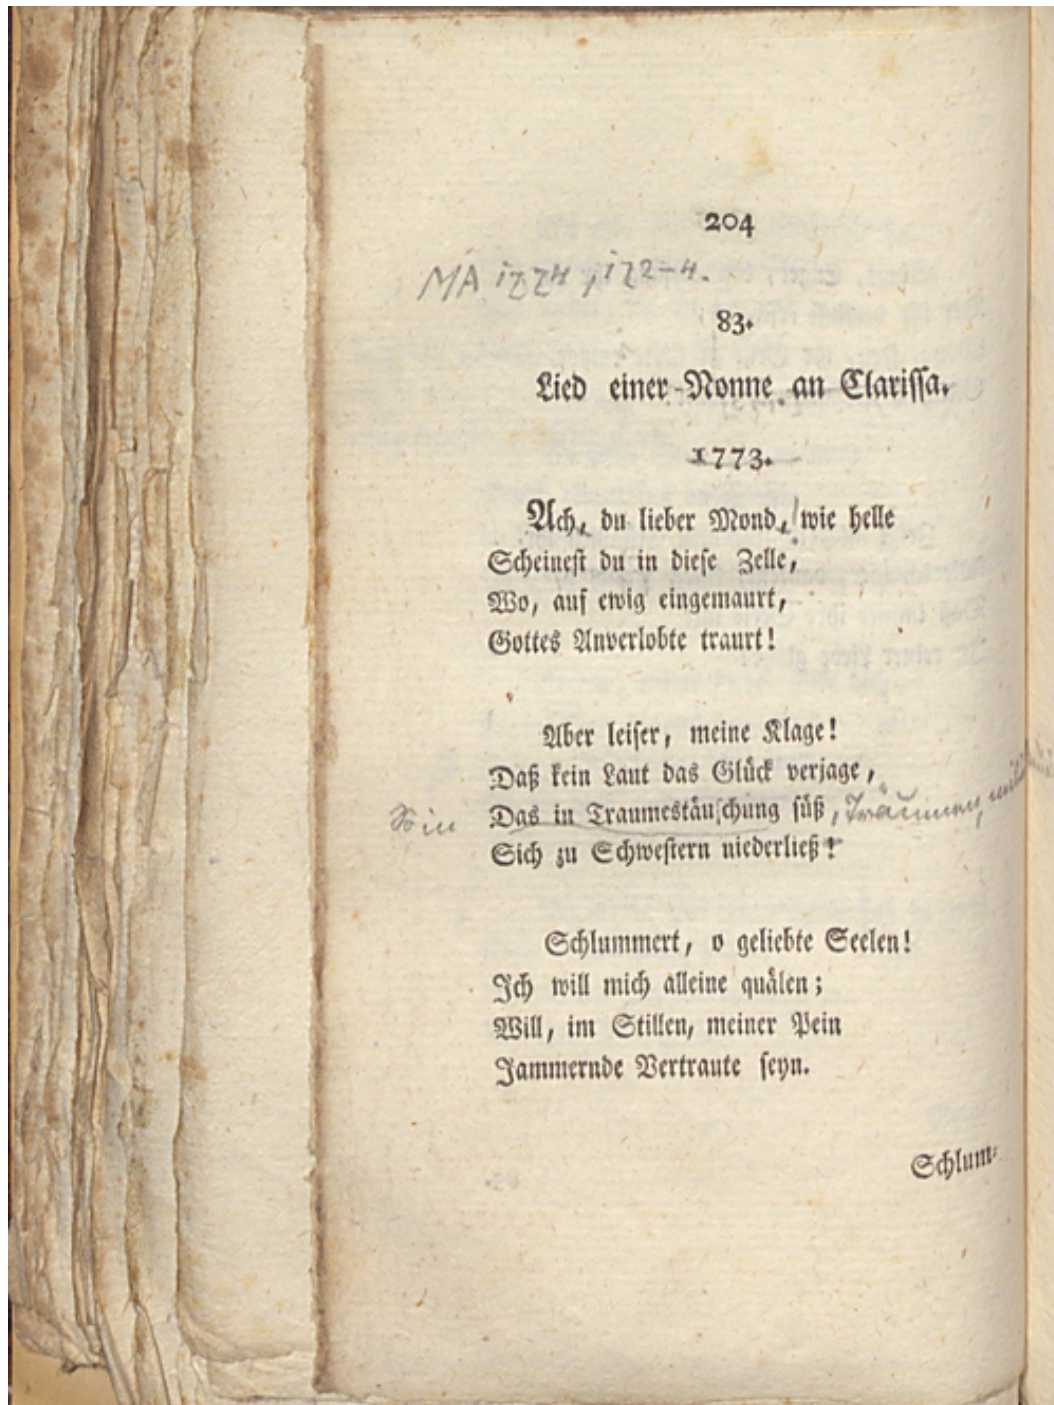 204
MA 1774, 172-4.
83.
Lied einer Nonne an Clarissa.
1773.
Ach, du lieber Mond, wie helle
Scheinest du in diese Zelle,
Wo, auf ewig eingemaurt,
Gottes Anverlobte traurt!
Aber leiser, meine Klage!
Daß kein Laut das Glück verjage,
Das in Traumestäuschung süß, Träumen,
Sich zu Schwestern niederließ!
Schlummert, o geliebte Seelen!
Ich will mich alleine quälen;
Will, im Stillen, meiner Pein
Jammernde Vertraute seyn.
Schlum-